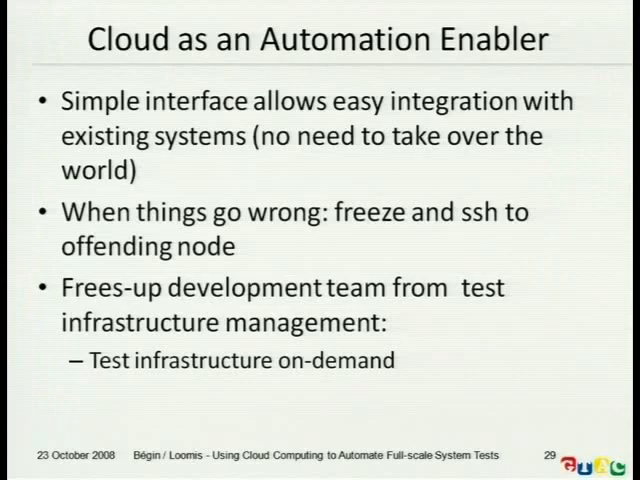 Cloud as an Automation Enabler
• Simple interface allows easy integration with
existing systems (no need to take over the
world)
• When things go wrong: freeze and ssh to
offending node
• Frees-up development team from  test
infrastructure management:
– Test infrastructure on-demand
23 October 2008 Bégin / Loomis - Using Cloud Computing to Automate Full-scale System Tests 29
GTAC